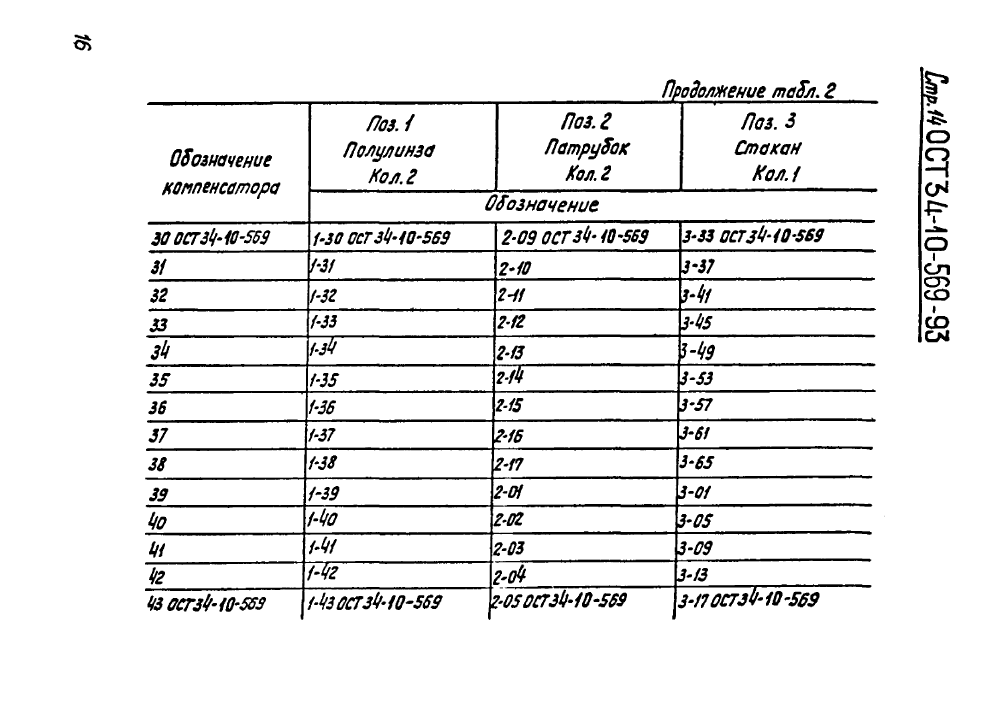 16
Стр. 14 ОСТ 34-10-569-93
Продолжение табл. 2
Обозначение компенсатора
Поз. 1 Полулинза Кол. 2
Поз. 2 Патрубок Кол. 2
Поз. 3 Стакан Кол. 1
Обозначение
30 ОСТ 34-10-569 1-30 ОСТ 34-10-569 2-09 ОСТ 34-10-569 3-33 ОСТ 34-10-569
31 1-31 2-10 3-37
32 1-32 2-11 3-41
33 1-33 2-12 3-45
34 1-34 2-13 3-49
35 1-35 2-14 3-53
36 1-36 2-15 3-57
37 1-37 2-16 3-61
38 1-38 2-17 3-65
39 1-39 2-01 3-01
40 1-40 2-02 3-05
41 1-41 2-03 3-09
42 1-42 2-04 3-13
43 ОСТ 34-10-569 1-43 ОСТ 34-10-569 2-05 ОСТ 34-10-569 3-17 ОСТ 34-10-569